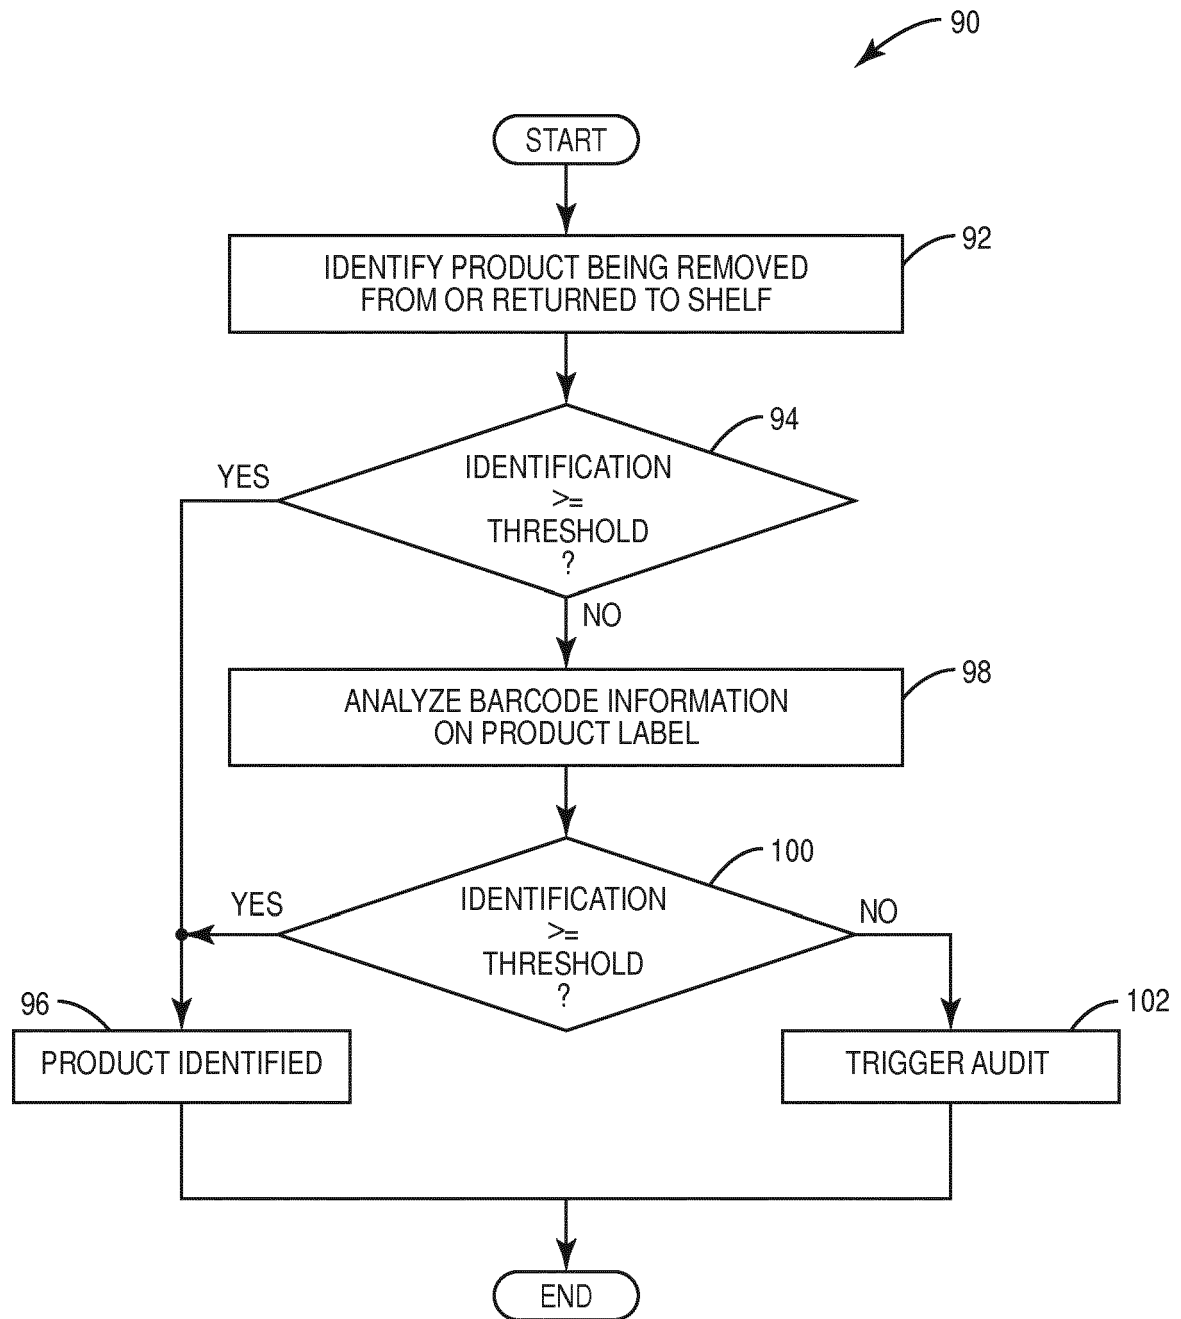 90
START
92
IDENTIFY PRODUCT BEING REMOVED
FROM OR RETURNED TO SHELF
94
YES
IDENTIFICATION
>=
THRESHOLD
?
NO
98
ANALYZE BARCODE INFORMATION
ON PRODUCT LABEL
100
YES
IDENTIFICATION
>=
THRESHOLD
?
NO
96
PRODUCT IDENTIFIED
102
TRIGGER AUDIT
END